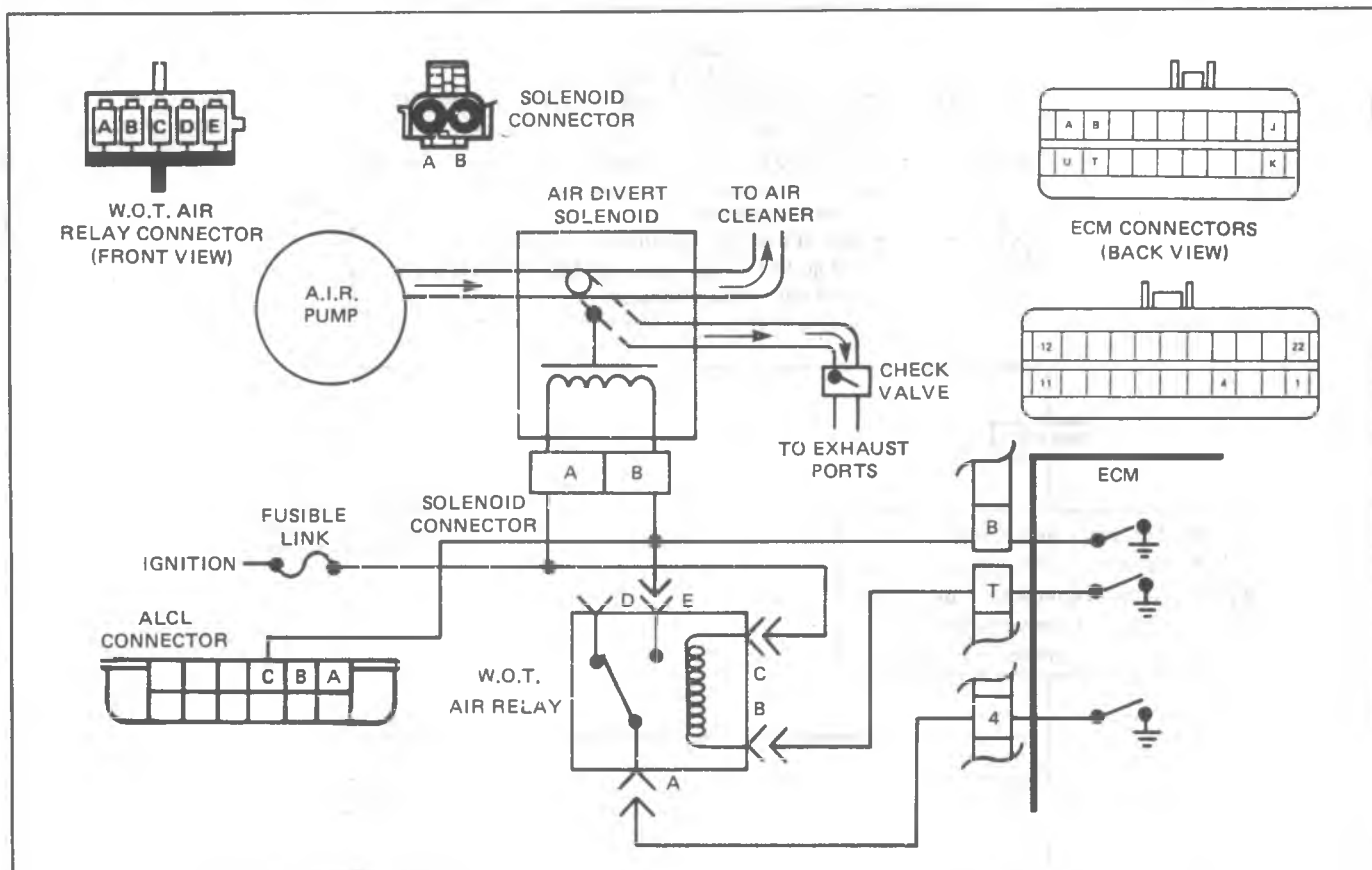 A B C D E
W.O.T. AIR
RELAY CONNECTOR
(FRONT VIEW)
SOLENOID
CONNECTOR
A B
A B J
U T K
ECM CONNECTORS
(BACK VIEW)
12 22
11 4 1
AIR DIVERT
SOLENOID
TO AIR
CLEANER
A.I.R.
PUMP
CHECK
VALVE
TO EXHAUST
PORTS
A B
SOLENOID
CONNECTOR
FUSIBLE
LINK
IGNITION
ECM
B
T
4
ALCL
CONNECTOR
C B A
D E
W.O.T.
AIR RELAY
C
B
A